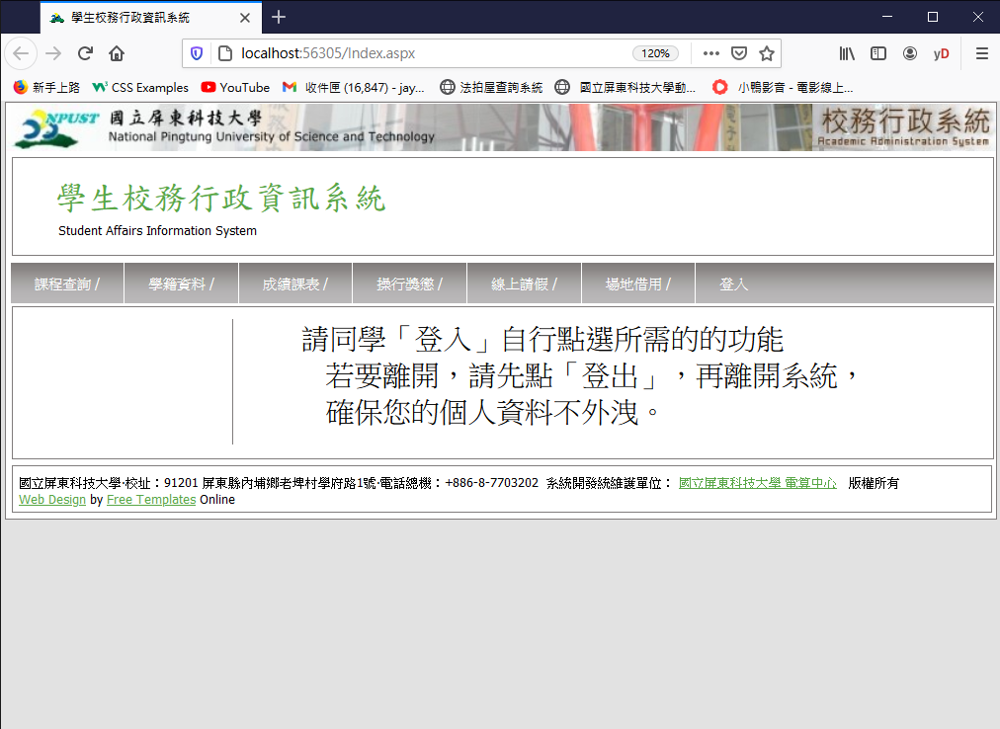 學生校務行政資訊系統
localhost:56305/Index.aspx
120%
yD
新手上路
CSS Examples
YouTube
收件匣 (16,847) - jay...
法拍屋查詢系統
國立屏東科技大學動...
小鴨影音 - 電影線上...
NPUST
國立屏東科技大學
National Pingtung University of Science and Technology
校務行政系統
Academic Administration System
學生校務行政資訊系統
Student Affairs Information System
課程查詢 /
學籍資料 /
成績課表 /
操行獎懲 /
線上請假 /
場地借用 /
登入
請同學「登入」自行點選所需的的功能
若要離開，請先點「登出」，再離開系統，
確保您的個人資料不外洩。
國立屏東科技大學‧校址：91201 屏東縣內埔鄉老埤村學府路1號‧電話總機：+886-8-7703202 系統開發統維護單位： 國立屏東科技大學 電算中心 版權所有
Web Design by Free Templates Online